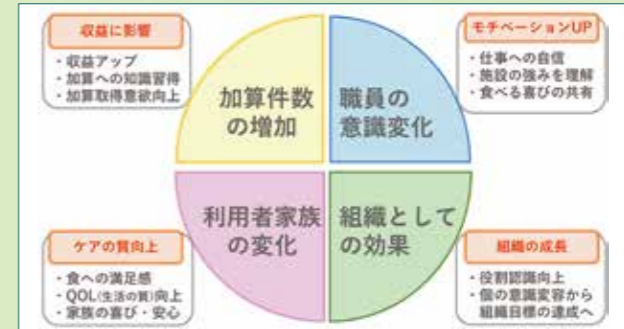 収益に影響
・収益アップ
・加算への知識習得
・加算取得意欲向上
モチベーションUP
・仕事への自信
・施設の強みを理解
・食べる喜びの共有
加算件数
の増加
職員の
意識変化
利用者家族
の変化
組織として
の効果
ケアの質向上
・食への満足感
・QOL(生活の質)向上
・家族の喜び・安心
組織の成長
・役割認識向上
・個の意識変容から
組織目標の達成へ